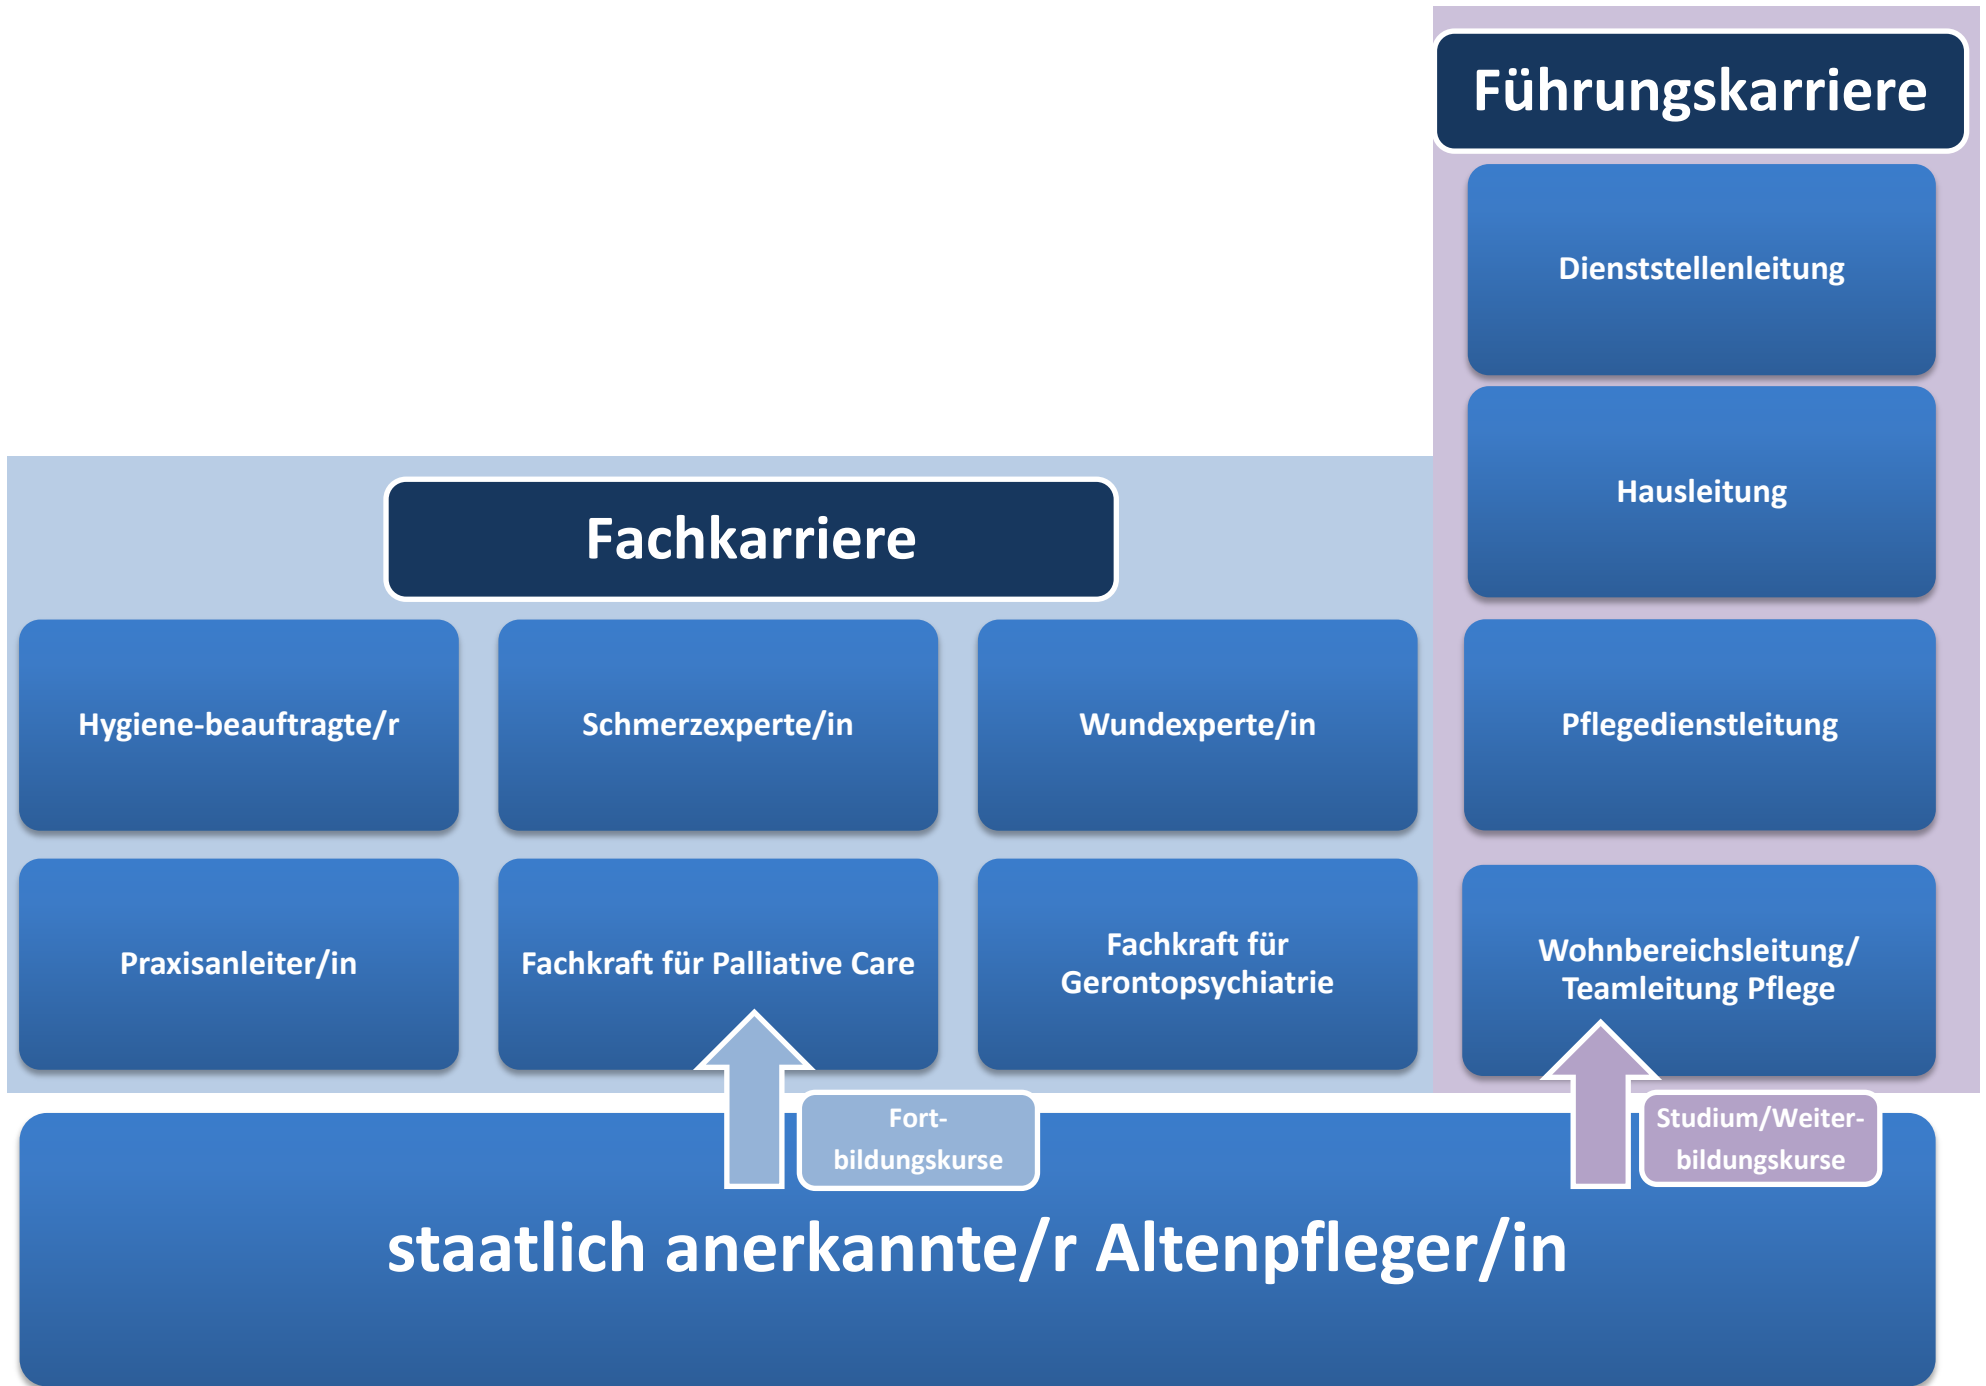 Führungskarriere
Dienststellenleitung
Hausleitung
Fachkarriere
Hygiene-beauftragte/r
Schmerzexperte/in
Wundexperte/in
Pflegedienstleitung
Praxisanleiter/in
Fachkraft für Palliative Care
Fachkraft für
Gerontopsychiatrie
Wohnbereichsleitung/
Teamleitung Pflege
Fort-
bildungskurse
Studium/Weiter-
bildungskurse
staatlich anerkannte/r Altenpfleger/in